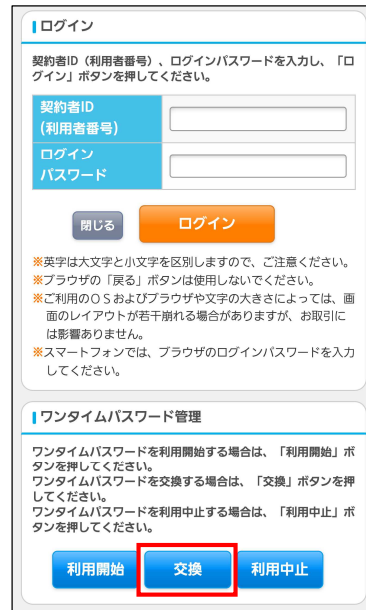 ログイン
契約者ID（利用者番号）、ログインパスワードを入力し、「ロ
グイン」ボタンを押してください。
契約者ID
(利用者番号)
ログイン
パスワード
閉じる ログイン
※英字は大文字と小文字を区別しますので、ご注意ください。
※ブラウザの「戻る」ボタンは使用しないでください。
※ご利用のＯＳおよびブラウザや文字の大きさによっては、画
面のレイアウトが若干崩れる場合がありますが、お取引に
は影響ありません。
※スマートフォンでは、ブラウザのログインパスワードを入力
してください。
ワンタイムパスワード管理
ワンタイムパスワードを利用開始する場合は、「利用開始」ボ
タンを押してください。
ワンタイムパスワードを交換する場合は、「交換」ボタンを押
してください。
ワンタイムパスワードを利用中止する場合は、「利用中止」ボ
タンを押してください。
利用開始 交換 利用中止